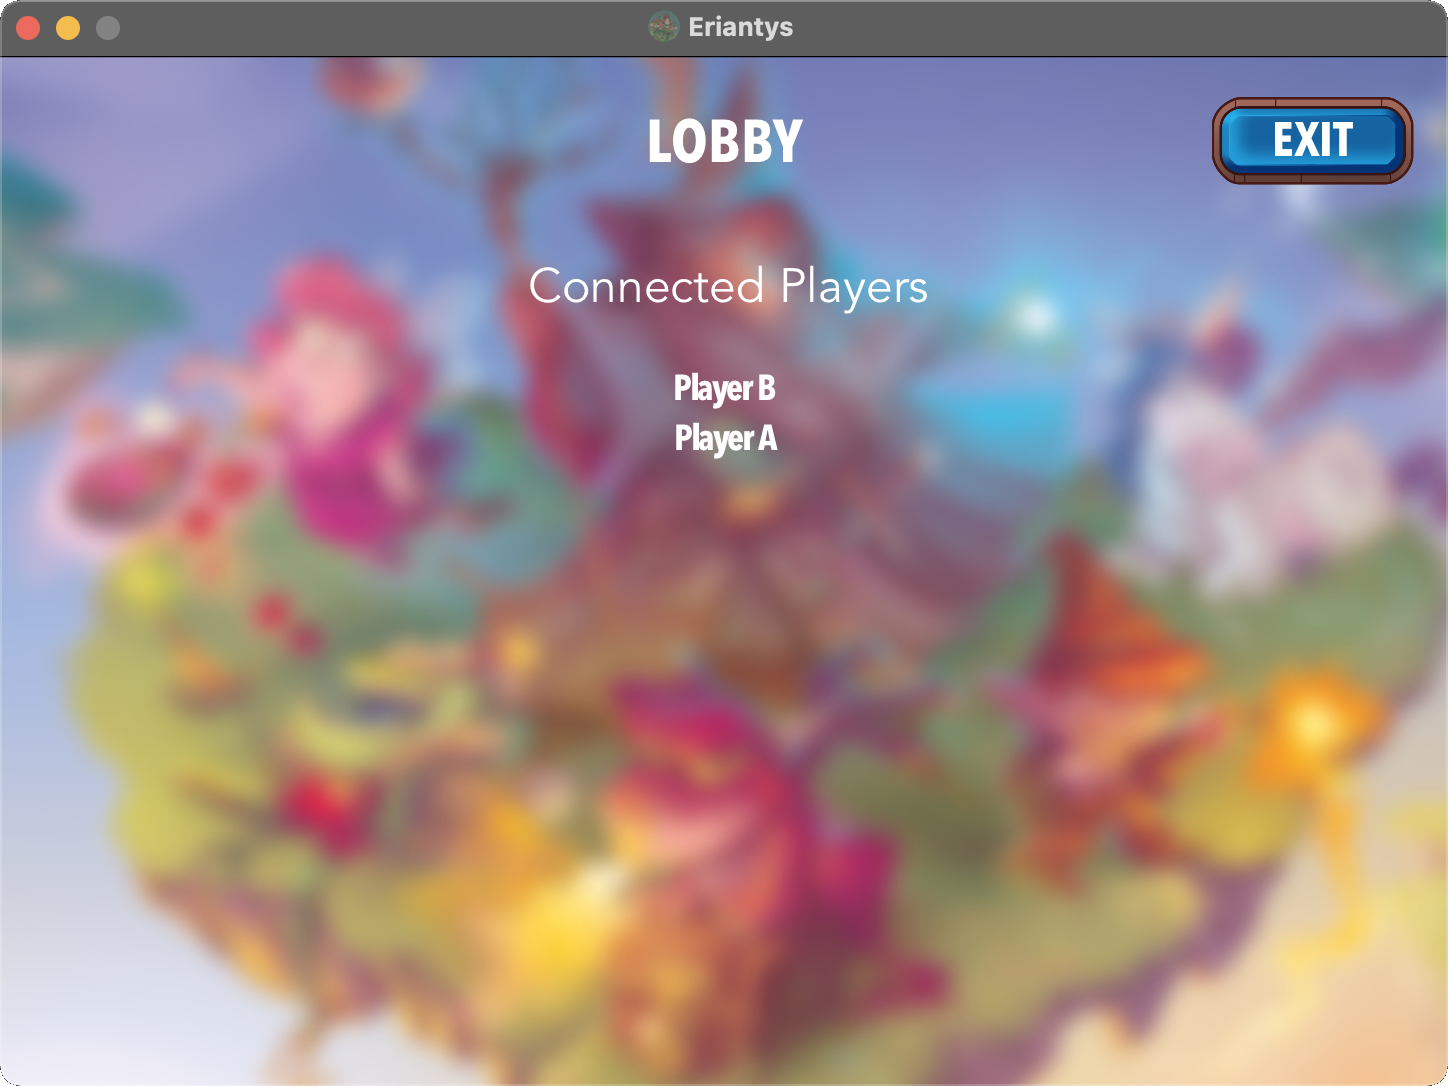 Eriantys
LOBBY
EXIT
Connected Players
Player B
Player A